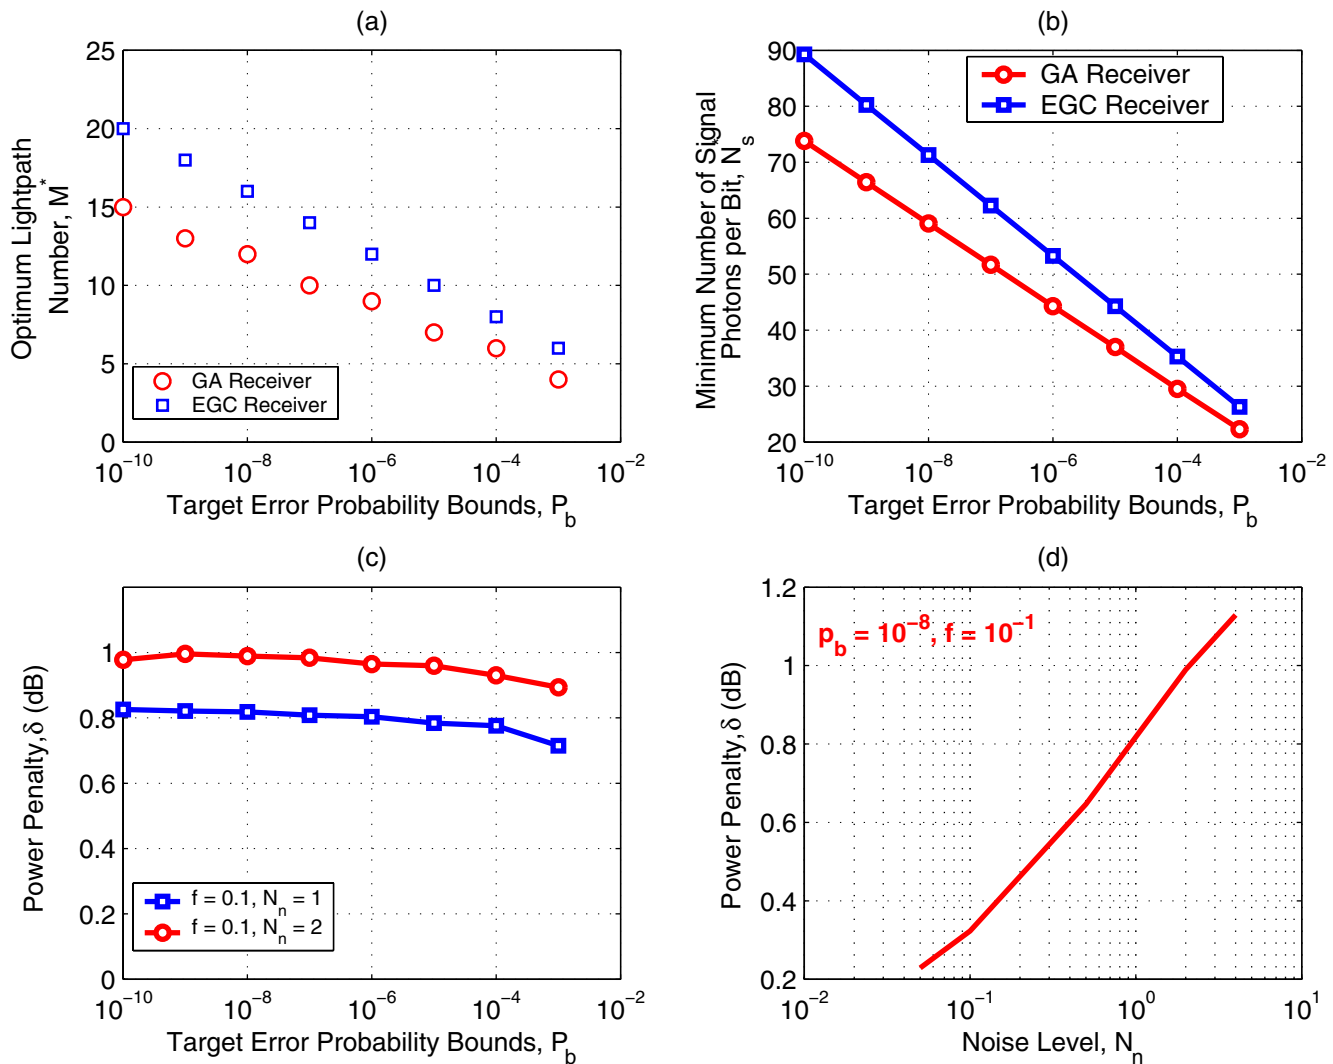 (a)
25
20
15
10
5
0
Optimum Lightpath
Number, M*
GA Receiver
EGC Receiver
10⁻¹⁰ 10⁻⁸ 10⁻⁶ 10⁻⁴ 10⁻²
Target Error Probability Bounds, P_b
(b)
90
80
70
60
50
40
30
20
Minimum Number of Signal
Photons per Bit, N_s
GA Receiver
EGC Receiver
10⁻¹⁰ 10⁻⁸ 10⁻⁶ 10⁻⁴ 10⁻²
Target Error Probability Bounds, P_b
(c)
1
0.8
0.6
0.4
0.2
0
Power Penalty,δ (dB)
f = 0.1, N_n = 1
f = 0.1, N_n = 2
10⁻¹⁰ 10⁻⁸ 10⁻⁶ 10⁻⁴ 10⁻²
Target Error Probability Bounds, P_b
(d)
1.2
1
0.8
0.6
0.4
0.2
Power Penalty,δ (dB)
p_b = 10⁻⁸, f = 10⁻¹
10⁻² 10⁻¹ 10⁰ 10¹
Noise Level, N_n